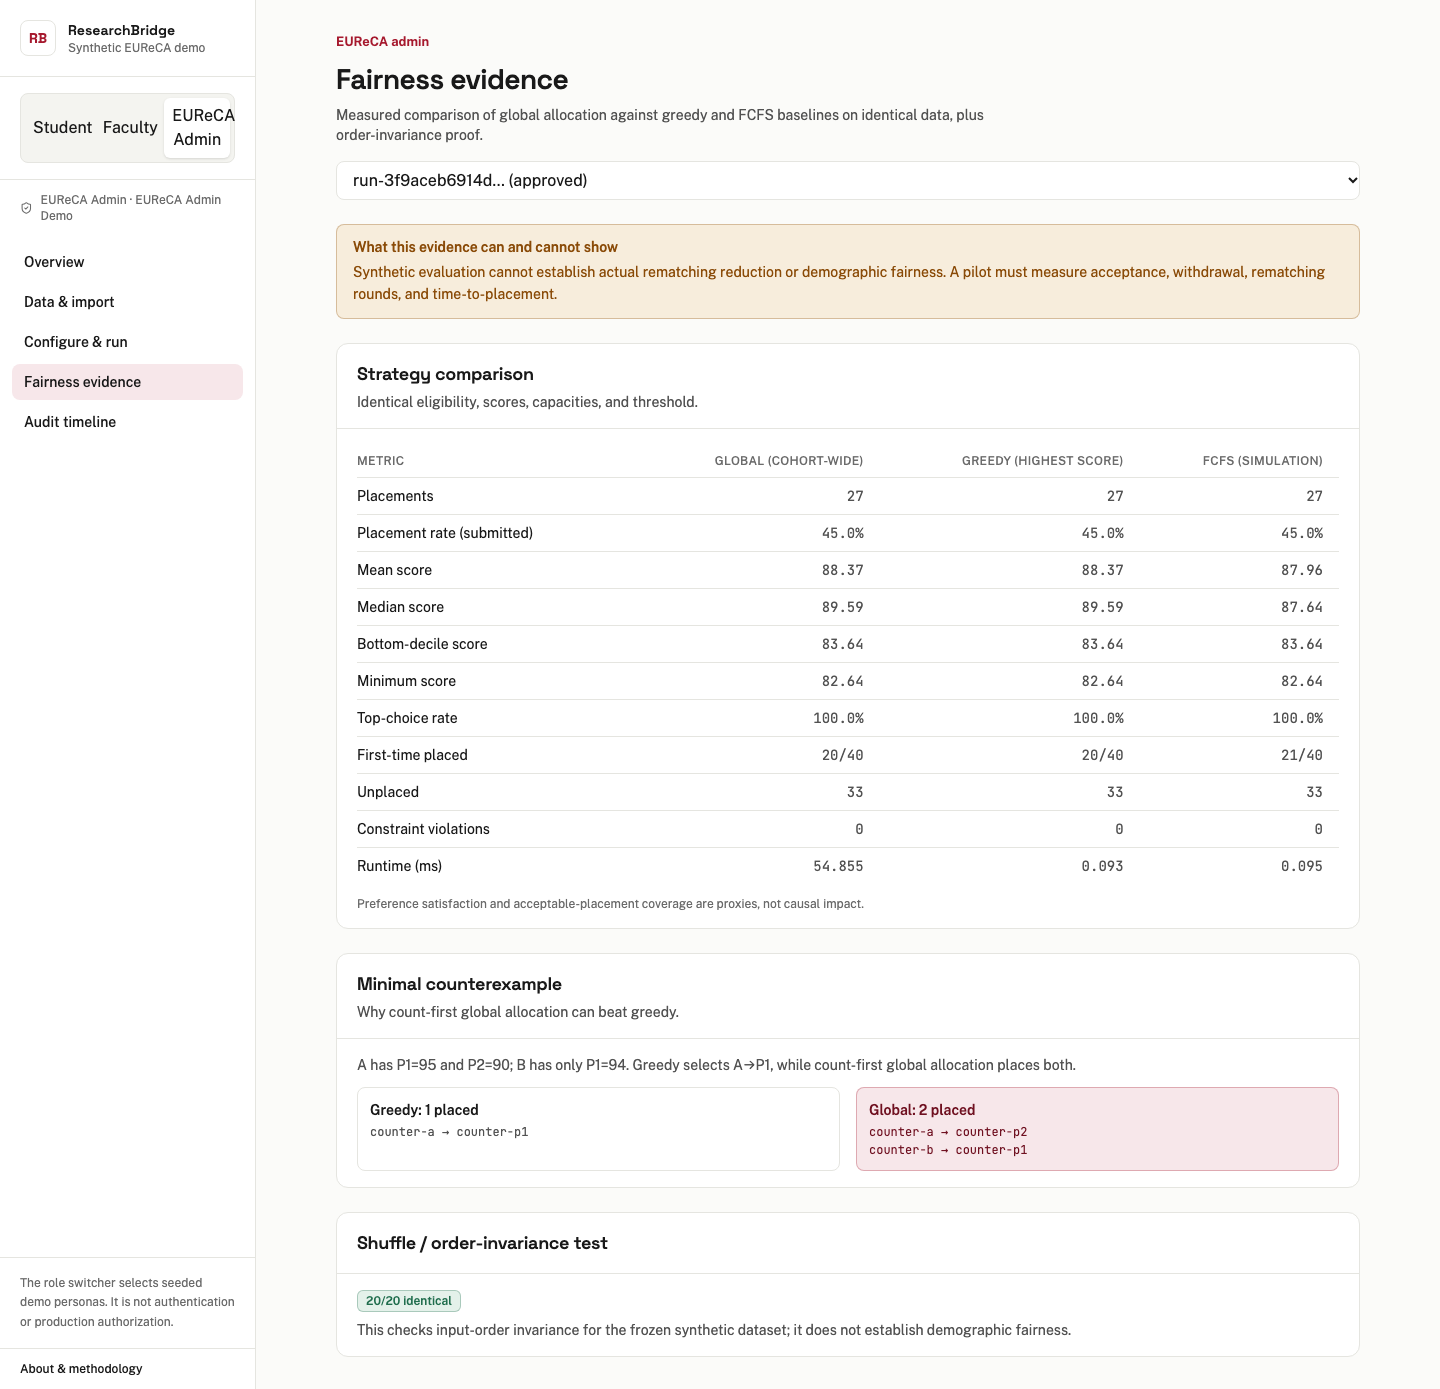 RB
ResearchBridge
Synthetic EUReCA demo
Student
Faculty
EUReCA
Admin
EUReCA Admin · EUReCA Admin
Demo
Overview
Data & import
Configure & run
Fairness evidence
Audit timeline
The role switcher selects seeded
demo personas. It is not authentication
or production authorization.
About & methodology
EUReCA admin
Fairness evidence
Measured comparison of global allocation against greedy and FCFS baselines on identical data, plus
order-invariance proof.
run-3f9aceb6914d... (approved)
What this evidence can and cannot show
Synthetic evaluation cannot establish actual rematching reduction or demographic fairness. A pilot must measure acceptance, withdrawal, rematching
rounds, and time-to-placement.
Strategy comparison
Identical eligibility, scores, capacities, and threshold.
METRIC GLOBAL (COHORT-WIDE) GREEDY (HIGHEST SCORE) FCFS (SIMULATION)
Placements 27 27 27
Placement rate (submitted) 45.0% 45.0% 45.0%
Mean score 88.37 88.37 87.96
Median score 89.59 89.59 87.64
Bottom-decile score 83.64 83.64 83.64
Minimum score 82.64 82.64 82.64
Top-choice rate 100.0% 100.0% 100.0%
First-time placed 20/40 20/40 21/40
Unplaced 33 33 33
Constraint violations 0 0 0
Runtime (ms) 54.855 0.093 0.095
Preference satisfaction and acceptable-placement coverage are proxies, not causal impact.
Minimal counterexample
Why count-first global allocation can beat greedy.
A has P1=95 and P2=90; B has only P1=94. Greedy selects A→P1, while count-first global allocation places both.
Greedy: 1 placed
counter-a → counter-p1
Global: 2 placed
counter-a → counter-p2
counter-b → counter-p1
Shuffle / order-invariance test
20/20 identical
This checks input-order invariance for the frozen synthetic dataset; it does not establish demographic fairness.